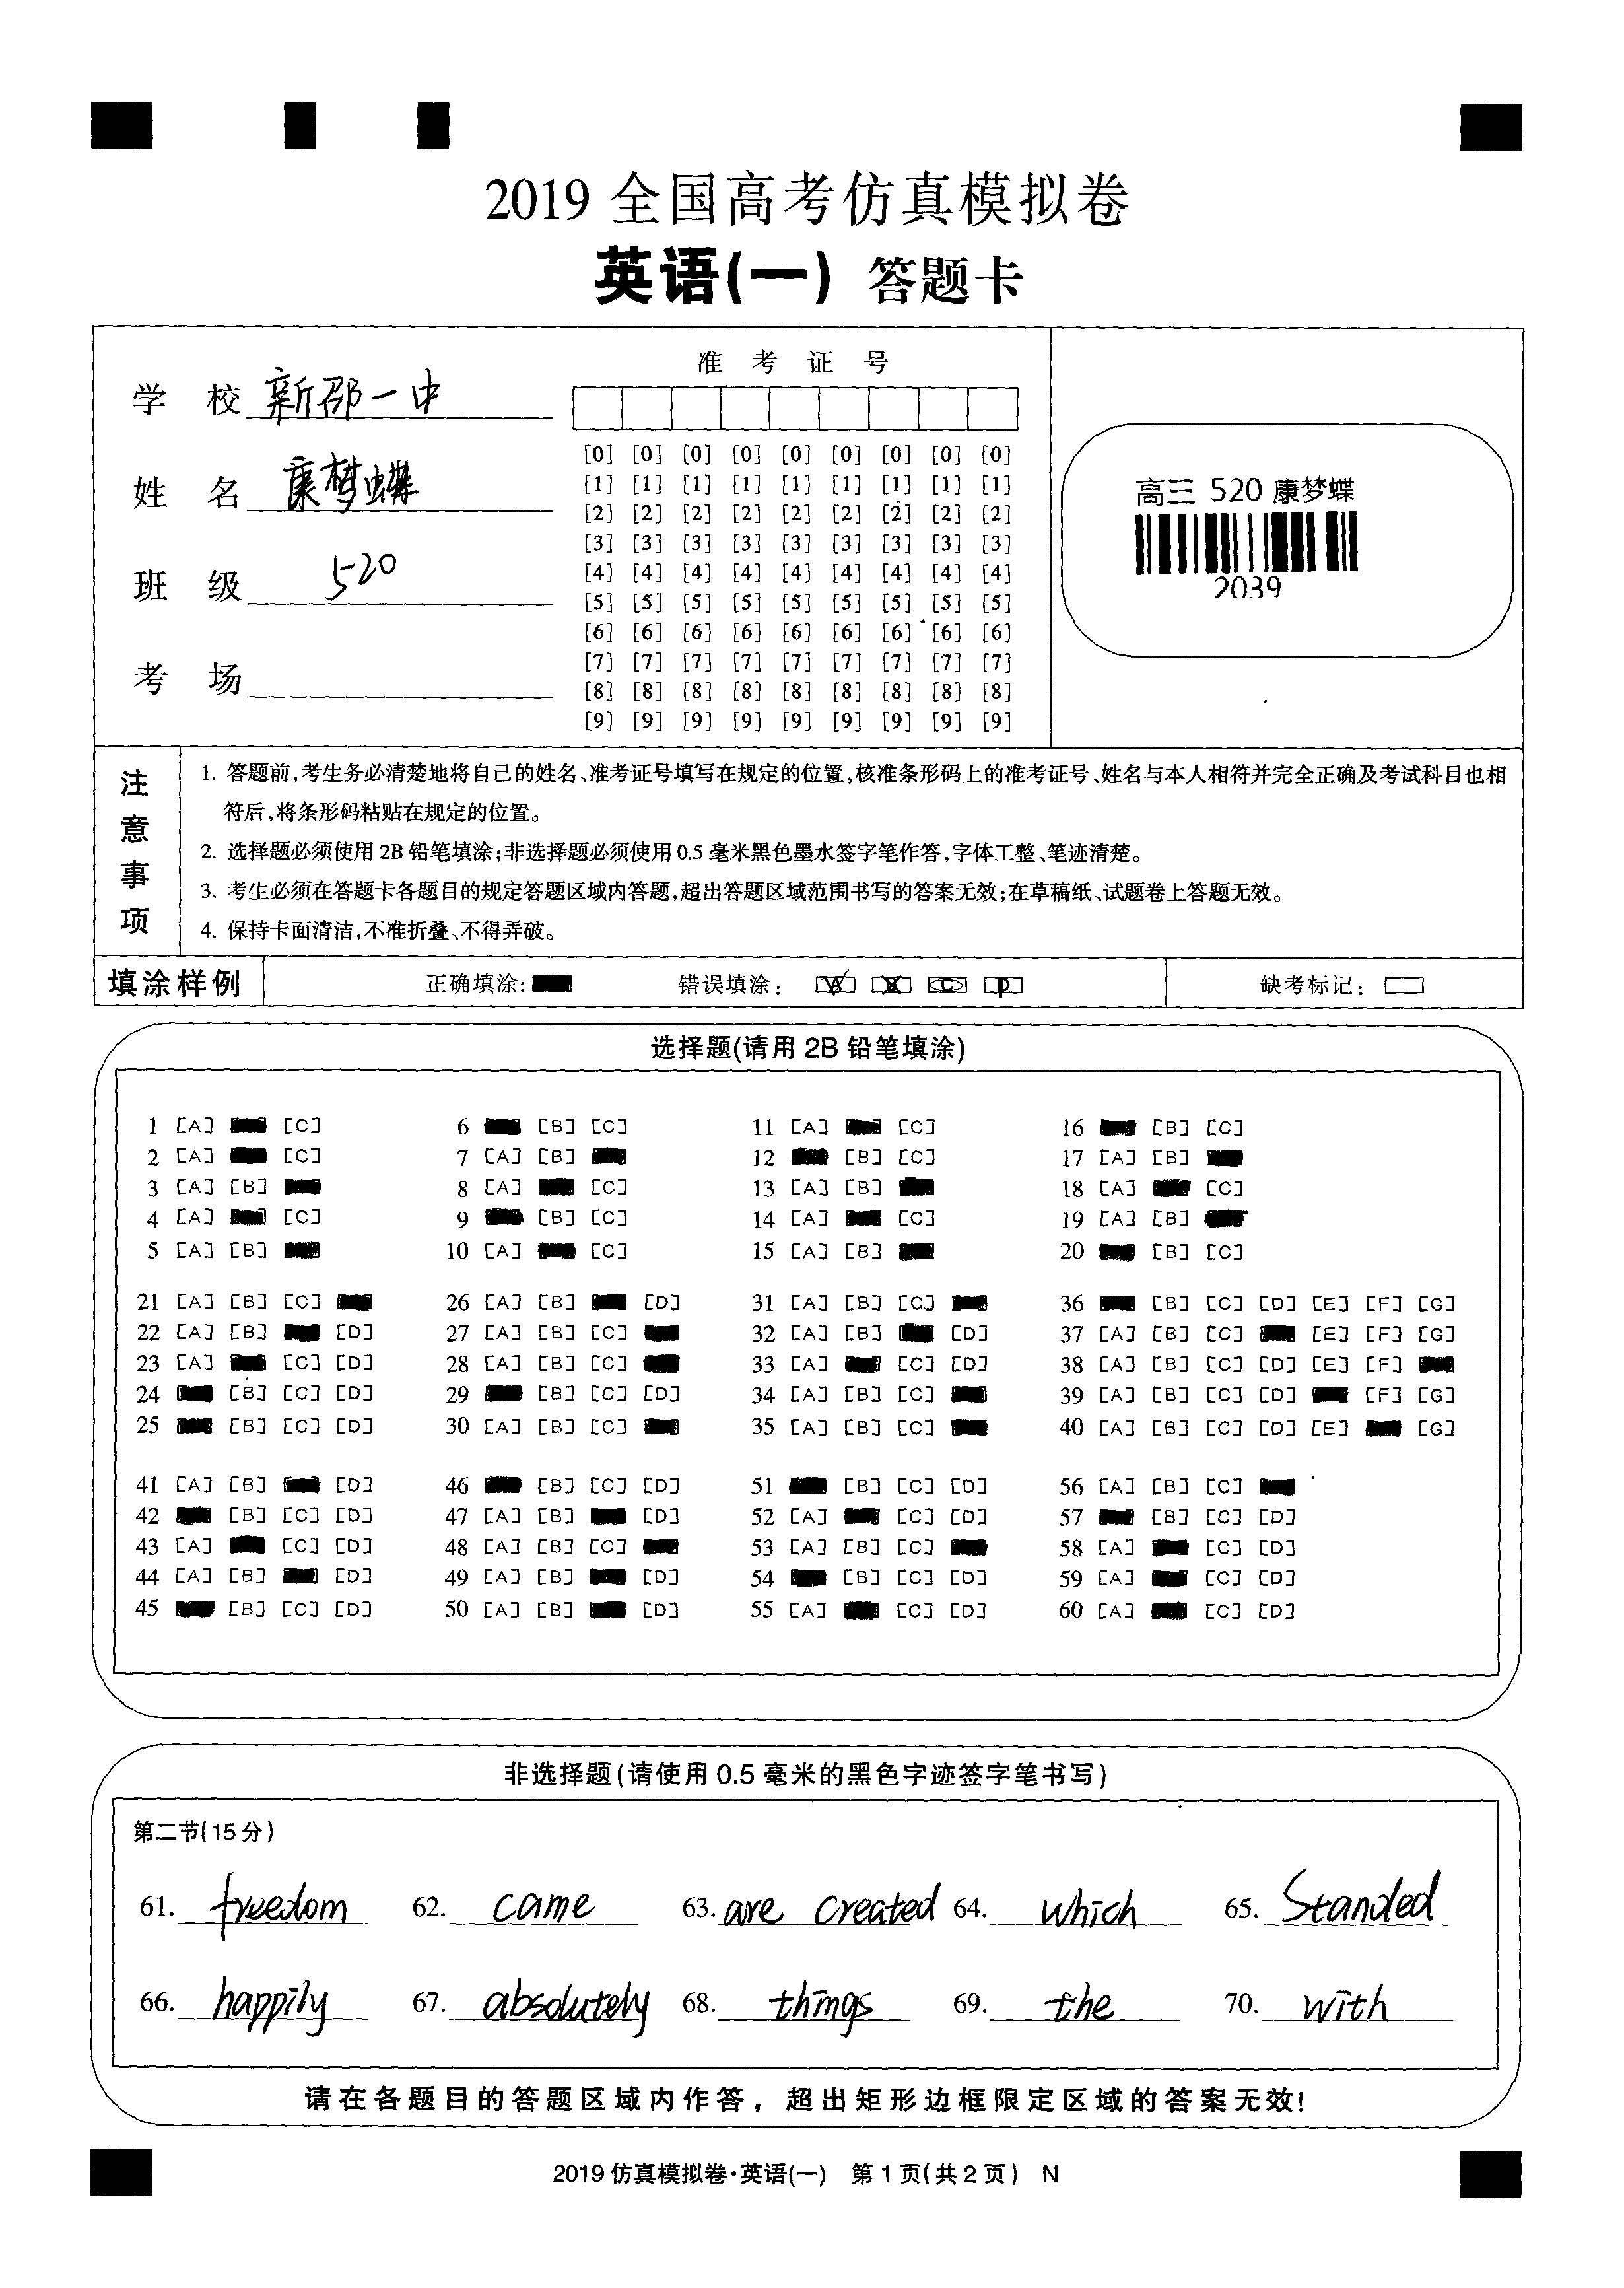 2019 全国高考仿真模拟卷
英语(一) 答题卡
学 校 新邵一中
姓 名 康梦蝶
班 级 520
考 场
准 考 证 号
[0] [0] [0] [0] [0] [0] [0] [0] [0]
[1] [1] [1] [1] [1] [1] [1] [1] [1]
[2] [2] [2] [2] [2] [2] [2] [2] [2]
[3] [3] [3] [3] [3] [3] [3] [3] [3]
[4] [4] [4] [4] [4] [4] [4] [4] [4]
[5] [5] [5] [5] [5] [5] [5] [5] [5]
[6] [6] [6] [6] [6] [6] [6] [6] [6]
[7] [7] [7] [7] [7] [7] [7] [7] [7]
[8] [8] [8] [8] [8] [8] [8] [8] [8]
[9] [9] [9] [9] [9] [9] [9] [9] [9]
高三 520 康梦蝶
2039
注意事项
1. 答题前,考生务必清楚地将自己的姓名、准考证号填写在规定的位置,核准条形码上的准考证号、姓名与本人相符并完全正确及考试科目也相
符后,将条形码粘贴在规定的位置。
2. 选择题必须使用 2B 铅笔填涂;非选择题必须使用 0.5 毫米黑色墨水签字笔作答,字体工整、笔迹清楚。
3. 考生必须在答题卡各题目的规定答题区域内答题,超出答题区域范围书写的答案无效;在草稿纸、试题卷上答题无效。
4. 保持卡面清洁,不准折叠、不得弄破。
填涂样例 正确填涂: 错误填涂: A B C D 缺考标记:
选择题(请用 2B 铅笔填涂)
1 [A] [C] 6 [B] [C] 11 [A] [C] 16 [B] [C]
2 [A] [C] 7 [A] [B] 12 [B] [C] 17 [A] [B]
3 [A] [B] 8 [A] [C] 13 [A] [B] 18 [A] [C]
4 [A] [C] 9 [B] [C] 14 [A] [C] 19 [A] [B]
5 [A] [B] 10 [A] [C] 15 [A] [B] 20 [B] [C]
21 [A] [B] [C] 26 [A] [B] [D] 31 [A] [B] [C] 36 [B] [C] [D] [E] [F] [G]
22 [A] [B] [D] 27 [A] [B] [C] 32 [A] [B] [D] 37 [A] [B] [C] [E] [F] [G]
23 [A] [C] [D] 28 [A] [B] [C] 33 [A] [C] [D] 38 [A] [B] [C] [D] [E] [F]
24 [B] [C] [D] 29 [B] [C] [D] 34 [A] [B] [C] 39 [A] [B] [C] [D] [F] [G]
25 [B] [C] [D] 30 [A] [B] [C] 35 [A] [B] [C] 40 [A] [B] [C] [D] [E] [G]
41 [A] [B] [D] 46 [B] [C] [D] 51 [B] [C] [D] 56 [A] [B] [C]
42 [B] [C] [D] 47 [A] [B] [D] 52 [A] [C] [D] 57 [B] [C] [D]
43 [A] [C] [D] 48 [A] [B] [C] 53 [A] [B] [C] 58 [A] [C] [D]
44 [A] [B] [D] 49 [A] [B] [D] 54 [B] [C] [D] 59 [A] [C] [D]
45 [B] [C] [D] 50 [A] [B] [D] 55 [A] [C] [D] 60 [A] [C] [D]
非选择题(请使用 0.5 毫米的黑色字迹签字笔书写)
第二节(15 分)
61. freedom 62. came 63. are created 64. which 65. Standed
66. happily 67. absolutely 68. things 69. the 70. with
请在各题目的答题区域内作答，超出矩形边框限定区域的答案无效!
2019 仿真模拟卷·英语(一) 第 1 页(共 2 页) N